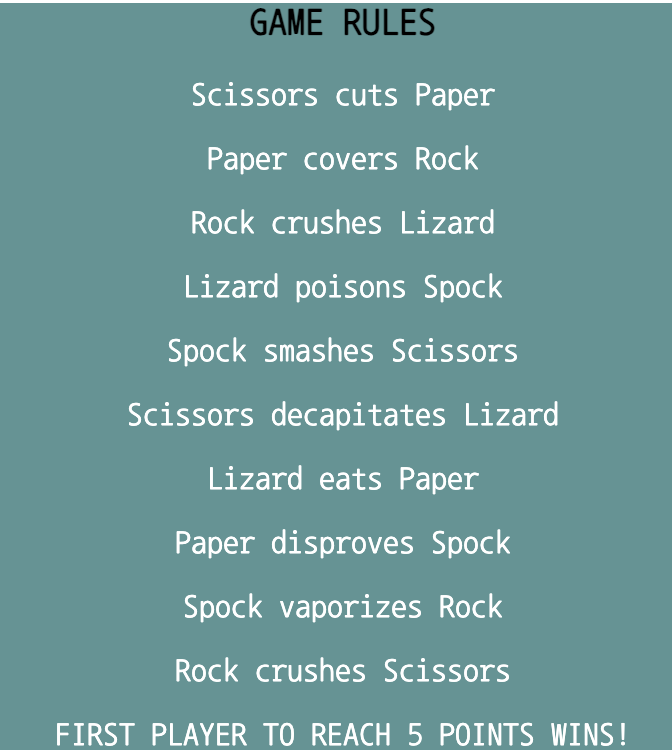 GAME RULES
Scissors cuts Paper
Paper covers Rock
Rock crushes Lizard
Lizard poisons Spock
Spock smashes Scissors
Scissors decapitates Lizard
Lizard eats Paper
Paper disproves Spock
Spock vaporizes Rock
Rock crushes Scissors
FIRST PLAYER TO REACH 5 POINTS WINS!